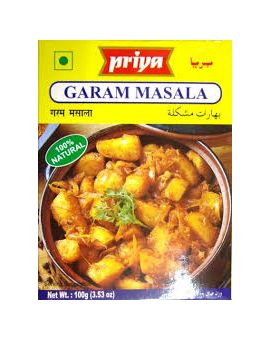 priya بريا
GARAM MASALA
गरम मसाला بهارات مشكلة
100% NATURAL
Net Wt. : 100g (3.53 oz)